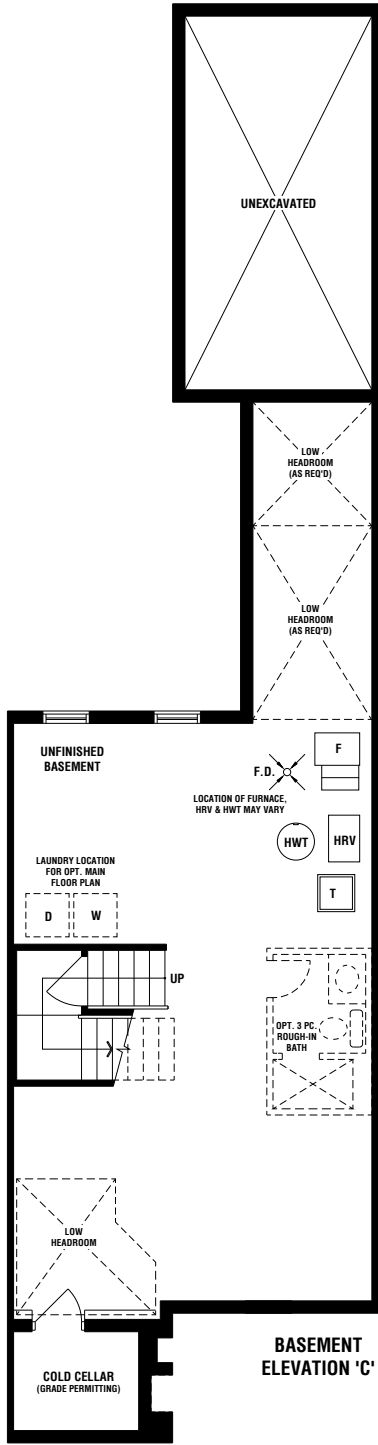 UNEXCAVATED
LOW
HEADROOM
(AS REQ'D)
LOW
HEADROOM
(AS REQ'D)
UNFINISHED
BASEMENT
F.D.
F
LOCATION OF FURNACE,
HRV & HWT MAY VARY
HWT
HRV
LAUNDRY LOCATION
FOR OPT. MAIN
FLOOR PLAN
D
W
T
UP
OPT. 3 PC.
ROUGH-IN
BATH
LOW
HEADROOM
COLD CELLAR
(GRADE PERMITTING)
BASEMENT
ELEVATION 'C'